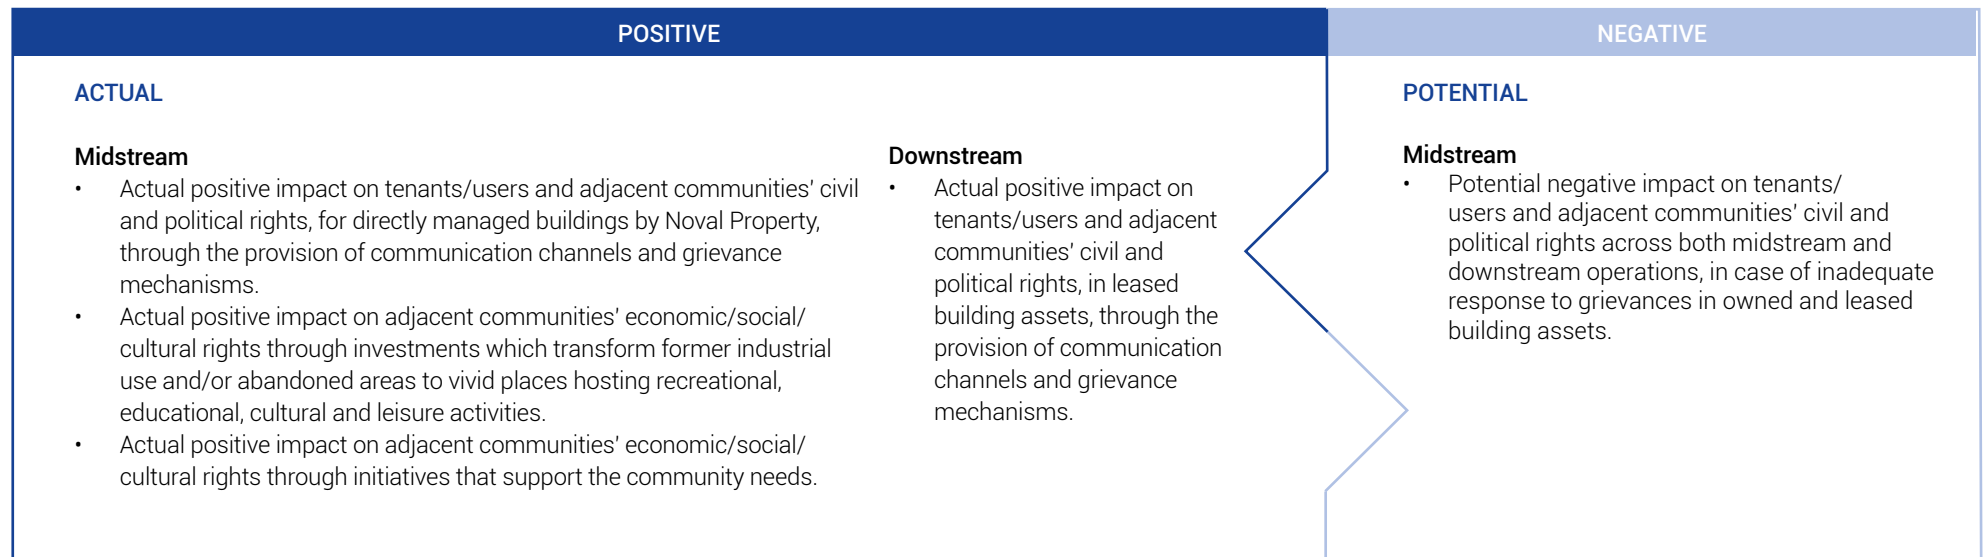 POSITIVE
NEGATIVE
ACTUAL
Midstream
• Actual positive impact on tenants/users and adjacent communities' civil
and political rights, for directly managed buildings by Noval Property,
through the provision of communication channels and grievance
mechanisms.
• Actual positive impact on adjacent communities' economic/social/
cultural rights through investments which transform former industrial
use and/or abandoned areas to vivid places hosting recreational,
educational, cultural and leisure activities.
• Actual positive impact on adjacent communities' economic/social/
cultural rights through initiatives that support the community needs.
Downstream
• Actual positive impact on
tenants/users and adjacent
communities' civil and
political rights, in leased
building assets, through the
provision of communication
channels and grievance
mechanisms.
POTENTIAL
Midstream
• Potential negative impact on tenants/
users and adjacent communities' civil and
political rights across both midstream and
downstream operations, in case of inadequate
response to grievances in owned and leased
building assets.